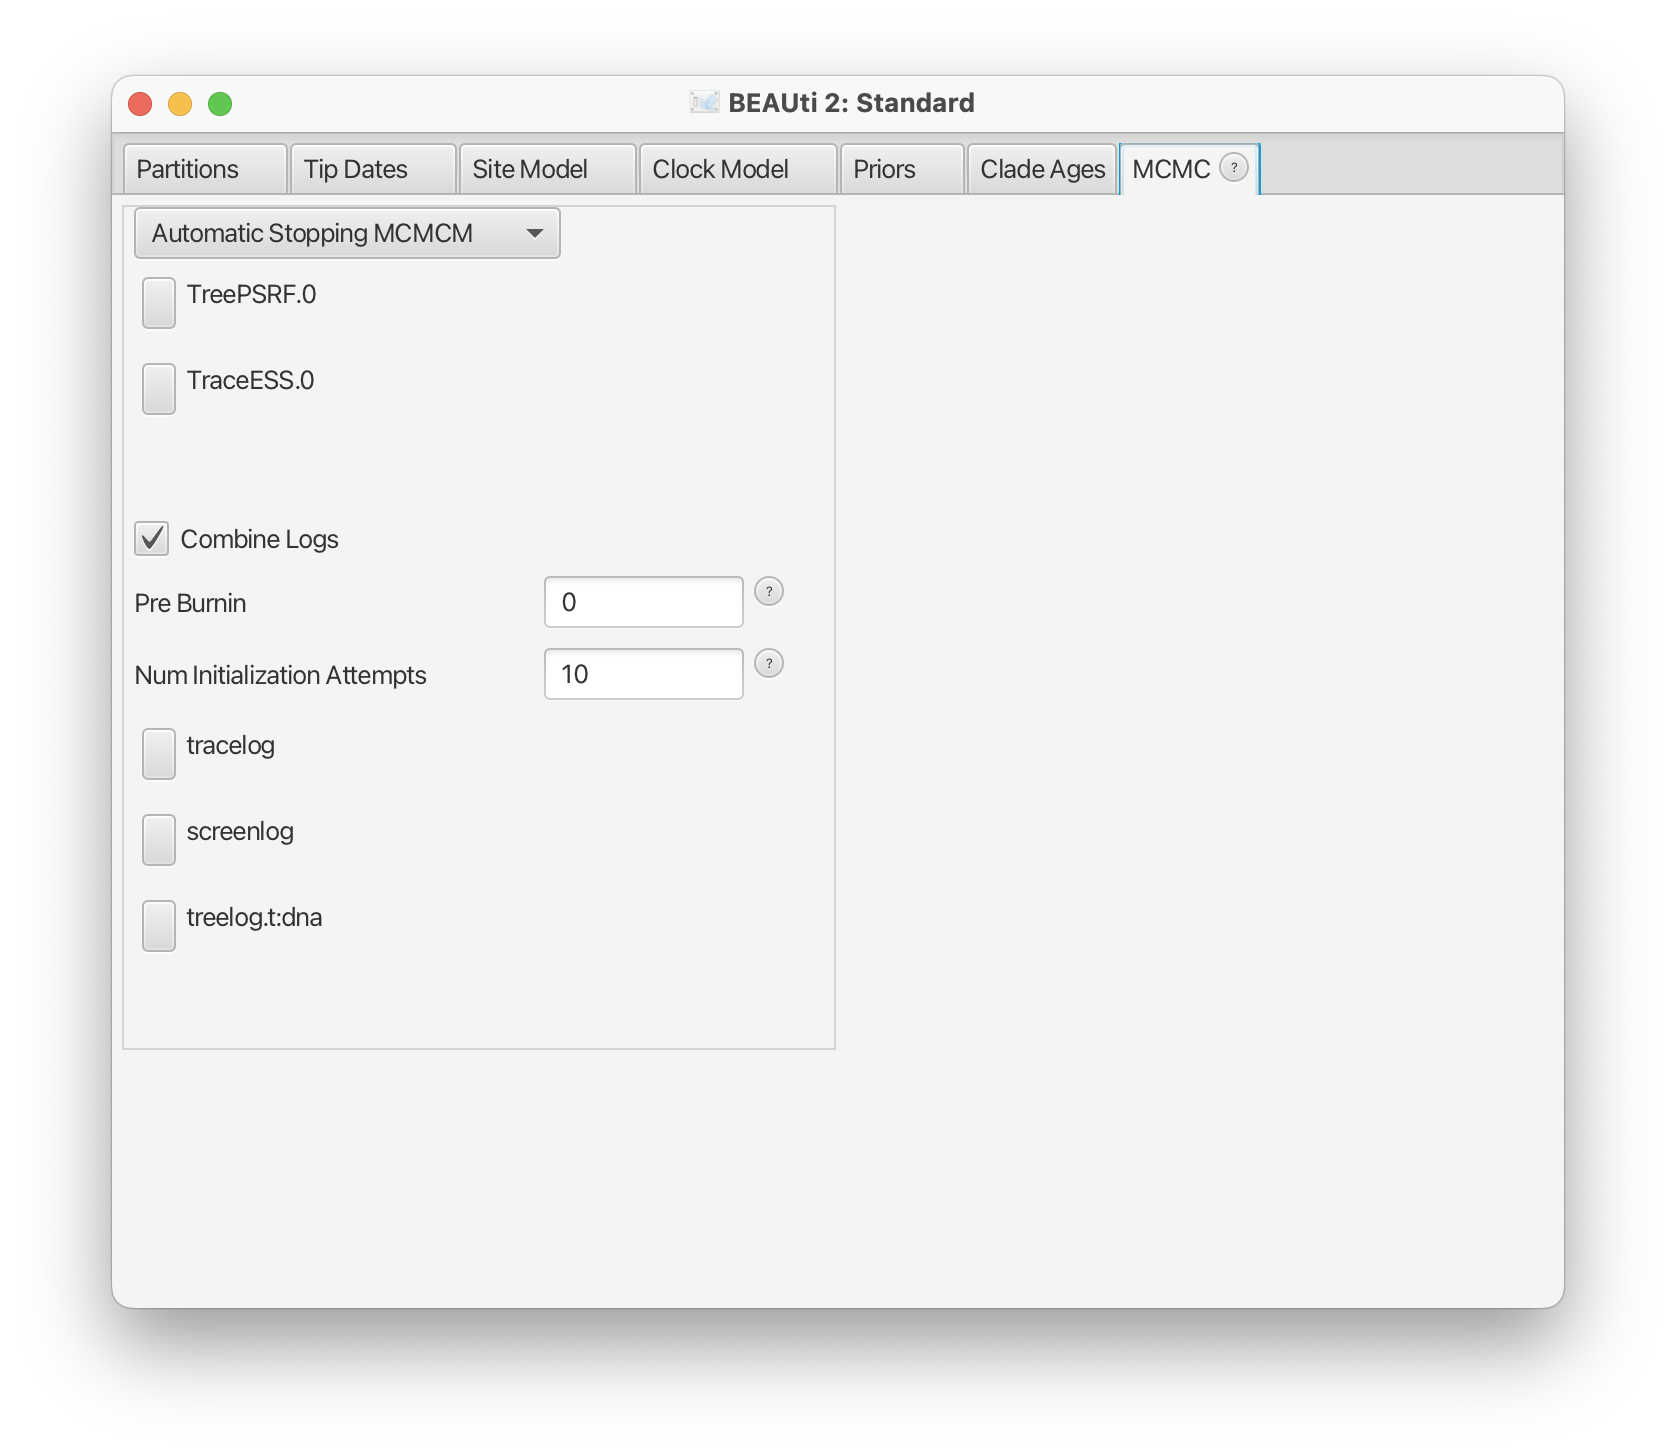 BEAUti 2: Standard
Partitions Tip Dates Site Model Clock Model Priors Clade Ages MCMC ?
Automatic Stopping MCMCM
TreePSRF.0
TraceESS.0
Combine Logs
Pre Burnin 0 ?
Num Initialization Attempts 10 ?
tracelog
screenlog
treelog.t:dna